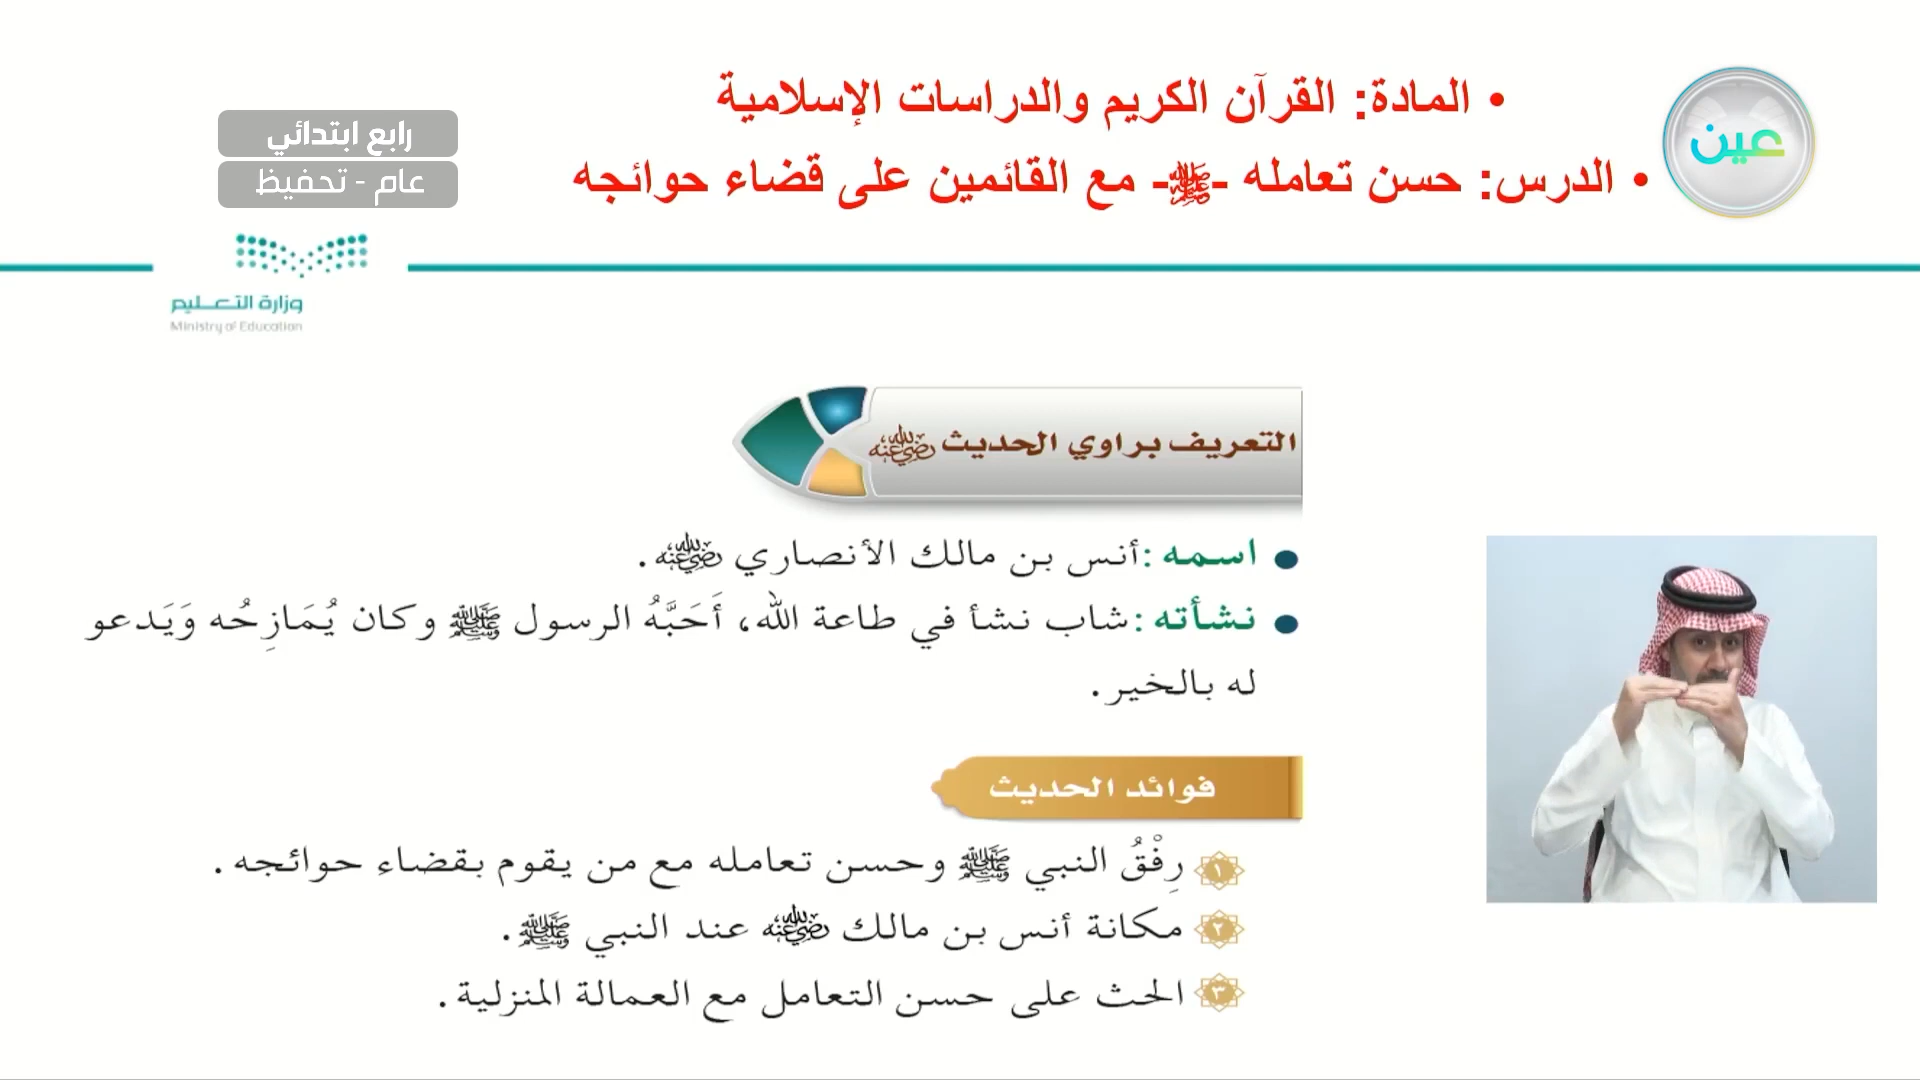 • المادة: القرآن الكريم والدراسات الإسلامية
• الدرس: حسن تعامله -ﷺ- مع القائمين على قضاء حوائجه
عين
رابع ابتدائي
عام - تحفيظ
وزارة التعليم
Ministry of Education
التعريف براوي الحديث رضي الله عنه
• اسمه: أنس بن مالك الأنصاري رضي الله عنه.
• نشأته: شاب نشأ في طاعة الله، أَحَبَّهُ الرسول ﷺ وكان يُمَازِحُه وَيَدعو
له بالخير.
فوائد الحديث
١ رِفْقُ النبي ﷺ وحسن تعامله مع من يقوم بقضاء حوائجه.
٢ مكانة أنس بن مالك رضي الله عنه عند النبي ﷺ.
٣ الحث على حسن التعامل مع العمالة المنزلية.